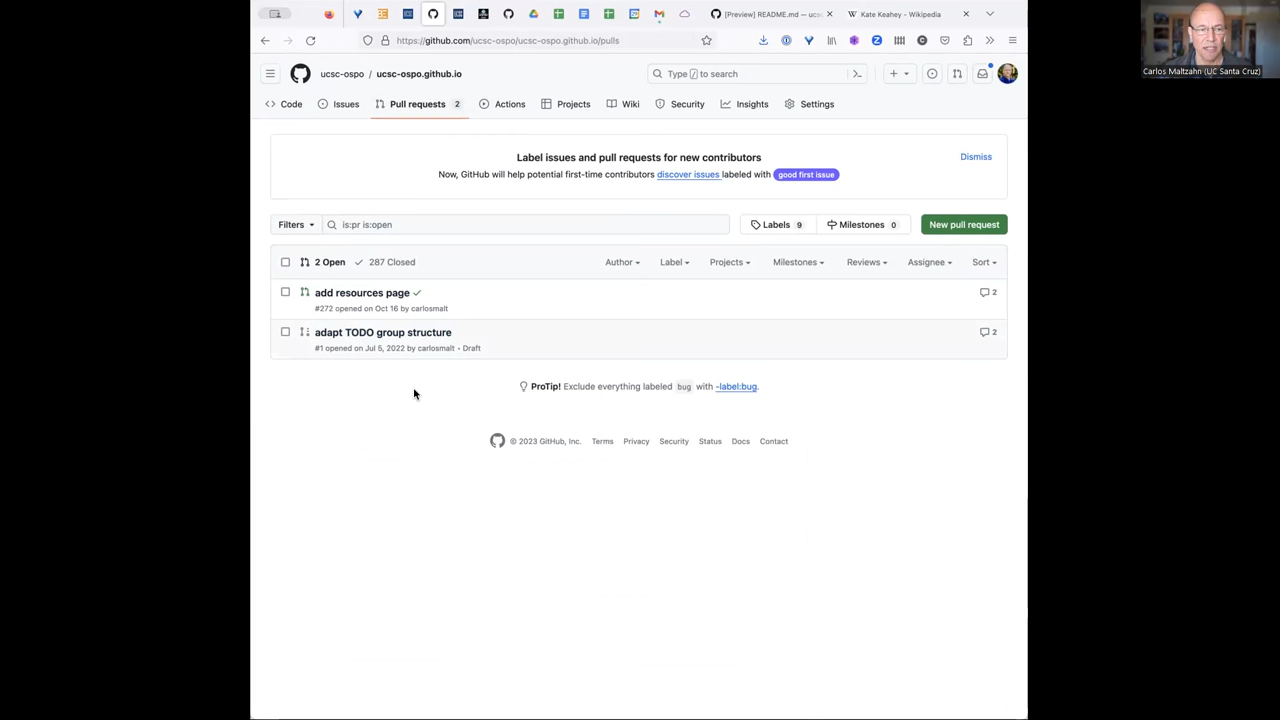 [Preview] README.md — ucsc
Kate Keahey - Wikipedia
https://github.com/ucsc-ospo/ucsc-ospo.github.io/pulls
Carlos Maltzahn (UC Santa Cruz)
ucsc-ospo / ucsc-ospo.github.io
Type / to search
Code
Issues
Pull requests 2
Actions
Projects
Wiki
Security
Insights
Settings
Label issues and pull requests for new contributors
Dismiss
Now, GitHub will help potential first-time contributors discover issues labeled with good first issue
Filters
is:pr is:open
Labels 9
Milestones 0
New pull request
2 Open
287 Closed
Author
Label
Projects
Milestones
Reviews
Assignee
Sort
add resources page
2
#272 opened on Oct 16 by carlosmalt
adapt TODO group structure
2
#1 opened on Jul 5, 2022 by carlosmalt • Draft
ProTip! Exclude everything labeled bug with -label:bug.
© 2023 GitHub, Inc.
Terms
Privacy
Security
Status
Docs
Contact